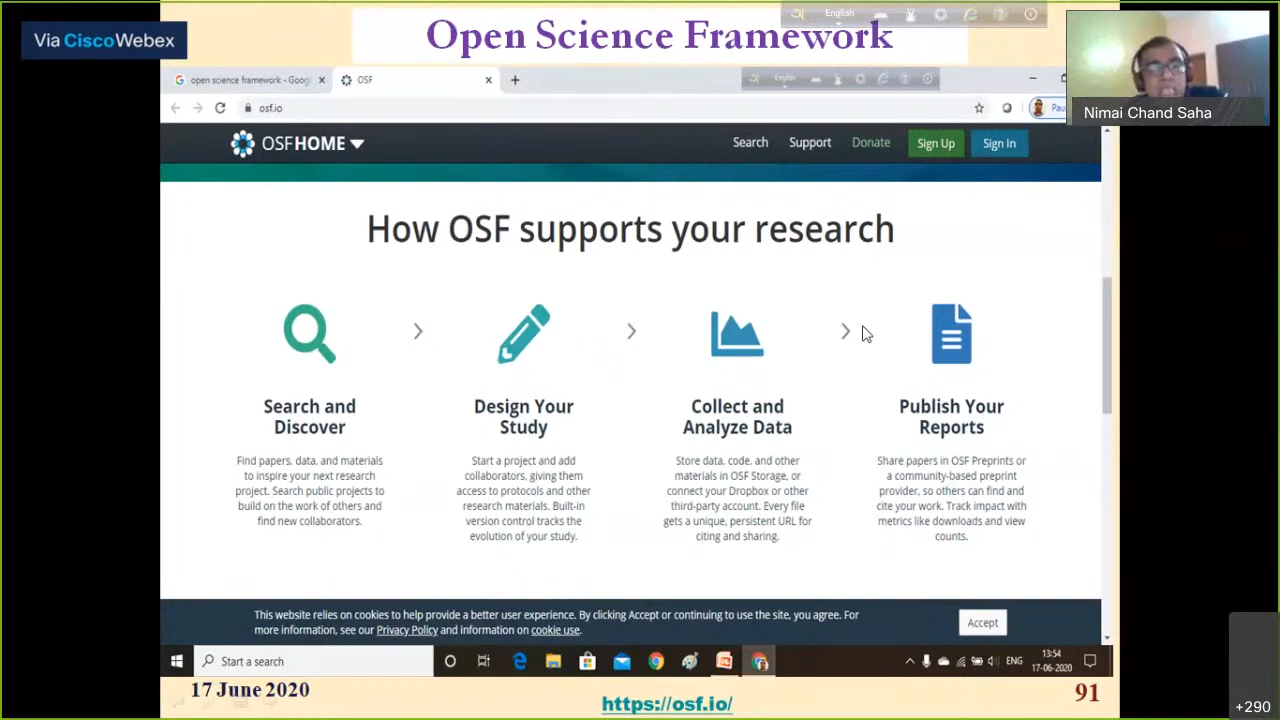 Via CiscoWebex
Open Science Framework
English
Nimai Chand Saha
open science framework - Googl
OSF
English
osf.io
Pau
OSFHOME
Search
Support
Donate
Sign Up
Sign In
How OSF supports your research
Search and
Discover
Find papers, data, and materials
to inspire your next research
project. Search public projects to
build on the work of others and
find new collaborators.
Design Your
Study
Start a project and add
collaborators, giving them
access to protocols and other
research materials. Built-in
version control tracks the
evolution of your study.
Collect and
Analyze Data
Store data, code, and other
materials in OSF Storage, or
connect your Dropbox or other
third-party account. Every file
gets a unique, persistent URL for
citing and sharing.
Publish Your
Reports
Share papers in OSF Preprints or
a community-based preprint
provider, so others can find and
cite your work. Track impact with
metrics like downloads and view
counts.
This website relies on cookies to help provide a better user experience. By clicking Accept or continuing to use the site, you agree. For
more information, see our Privacy Policy and information on cookie use.
Accept
Start a search
ENG
13:54
17-06-2020
17 June 2020
https://osf.io/
91
+290